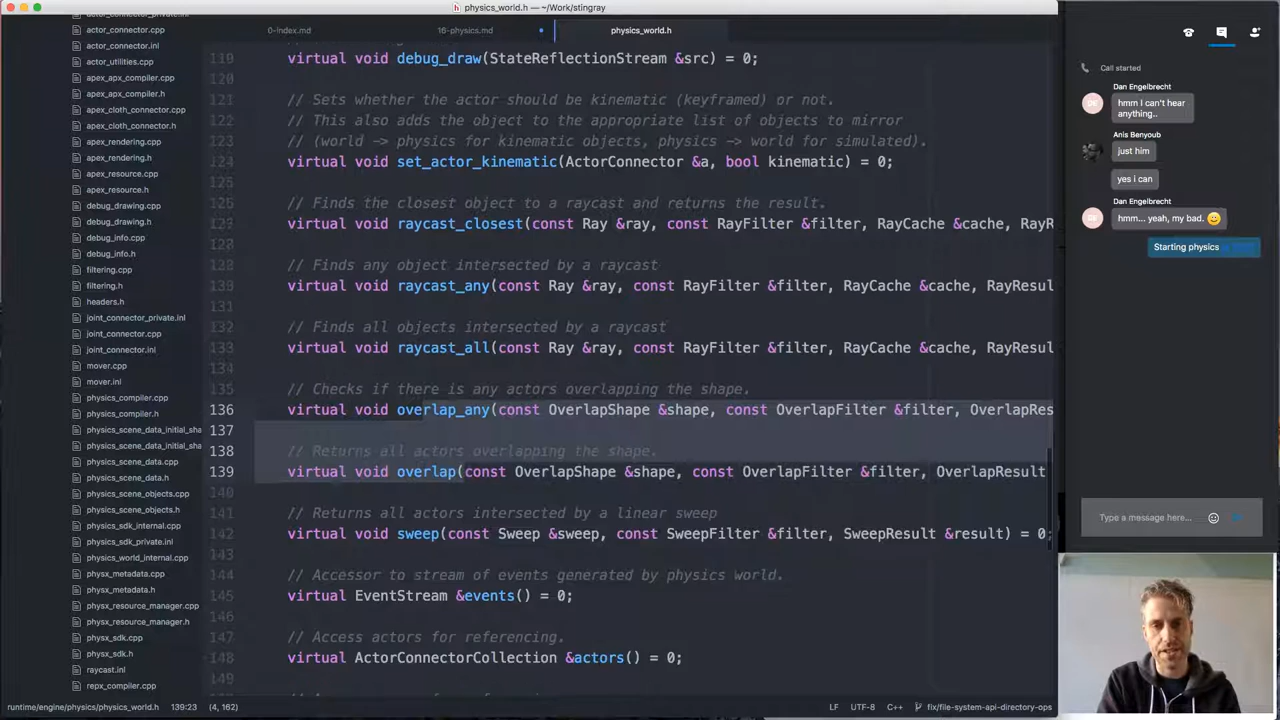 physics_world.h — ~/Work/stingray
0-index.md
16-physics.md
physics_world.h
actor_connector.cpp
actor_connector.inl
actor_utilities.cpp
apex_apx_compiler.cpp
apex_apx_compiler.h
apex_cloth_connector.cpp
apex_cloth_connector.h
apex_rendering.cpp
apex_rendering.h
apex_resource.cpp
apex_resource.h
debug_drawing.cpp
debug_drawing.h
debug_info.cpp
debug_info.h
filtering.cpp
filtering.h
headers.h
joint_connector_private.inl
joint_connector.cpp
joint_connector.inl
mover.cpp
mover.inl
physics_compiler.cpp
physics_compiler.h
physics_scene_data_initial_sha
physics_scene_data_initial_sha
physics_scene_data.cpp
physics_scene_data.h
physics_scene_objects.cpp
physics_scene_objects.h
physics_sdk_internal.cpp
physics_sdk_private.inl
physics_world_internal.cpp
physx_metadata.cpp
physx_metadata.h
physx_resource_manager.cpp
physx_resource_manager.h
physx_sdk.cpp
physx_sdk.h
raycast.inl
repx_compiler.cpp
119 virtual void debug_draw(StateReflectionStream &src) = 0;
120
121 // Sets whether the actor should be kinematic (keyframed) or not.
122 // This also adds the object to the appropriate list of objects to mirror
123 // (world -> physics for kinematic objects, physics -> world for simulated).
124 virtual void set_actor_kinematic(ActorConnector &a, bool kinematic) = 0;
125
126 // Finds the closest object to a raycast and returns the result.
127 virtual void raycast_closest(const Ray &ray, const RayFilter &filter, RayCache &cache, RayR
128
129 // Finds any object intersected by a raycast
130 virtual void raycast_any(const Ray &ray, const RayFilter &filter, RayCache &cache, RayResul
131
132 // Finds all objects intersected by a raycast
133 virtual void raycast_all(const Ray &ray, const RayFilter &filter, RayCache &cache, RayResul
134
135 // Checks if there is any actors overlapping the shape.
136 virtual void overlap_any(const OverlapShape &shape, const OverlapFilter &filter, OverlapRes
137
138 // Returns all actors overlapping the shape.
139 virtual void overlap(const OverlapShape &shape, const OverlapFilter &filter, OverlapResult
140
141 // Returns all actors intersected by a linear sweep
142 virtual void sweep(const Sweep &sweep, const SweepFilter &filter, SweepResult &result) = 0;
143
144 // Accessor to stream of events generated by physics world.
145 virtual EventStream &events() = 0;
146
147 // Access actors for referencing.
148 virtual ActorConnectorCollection &actors() = 0;
149
runtime/engine/physics/physics_world.h 139:23 (4, 162)
LF UTF-8 C++ fix/file-system-api-directory-ops
Call started
Dan Engelbrecht
hmm I can't hear
anything..
Anis Benyoub
just him
yes i can
Dan Engelbrecht
hmm... yeah, my bad.
Starting physics
Type a message here...